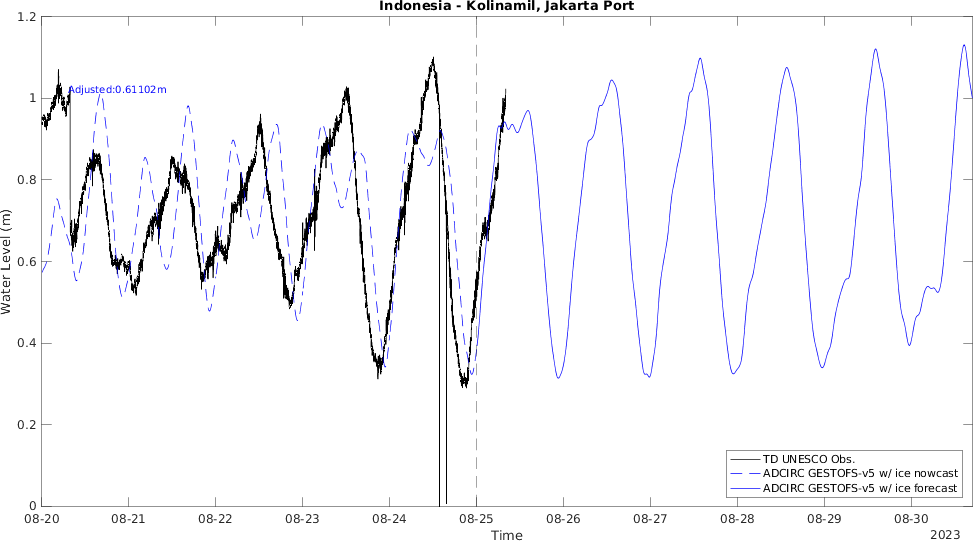 Indonesia - Kolinamil, Jakarta Port
1.2
1
0.8
0.6
0.4
0.2
0
Water Level (m)
Adjusted:0.61102m
TD UNESCO Obs.
ADCIRC GESTOFS-v5 w/ ice nowcast
ADCIRC GESTOFS-v5 w/ ice forecast
08-20 08-21 08-22 08-23 08-24 08-25 08-26 08-27 08-28 08-29 08-30
Time
2023